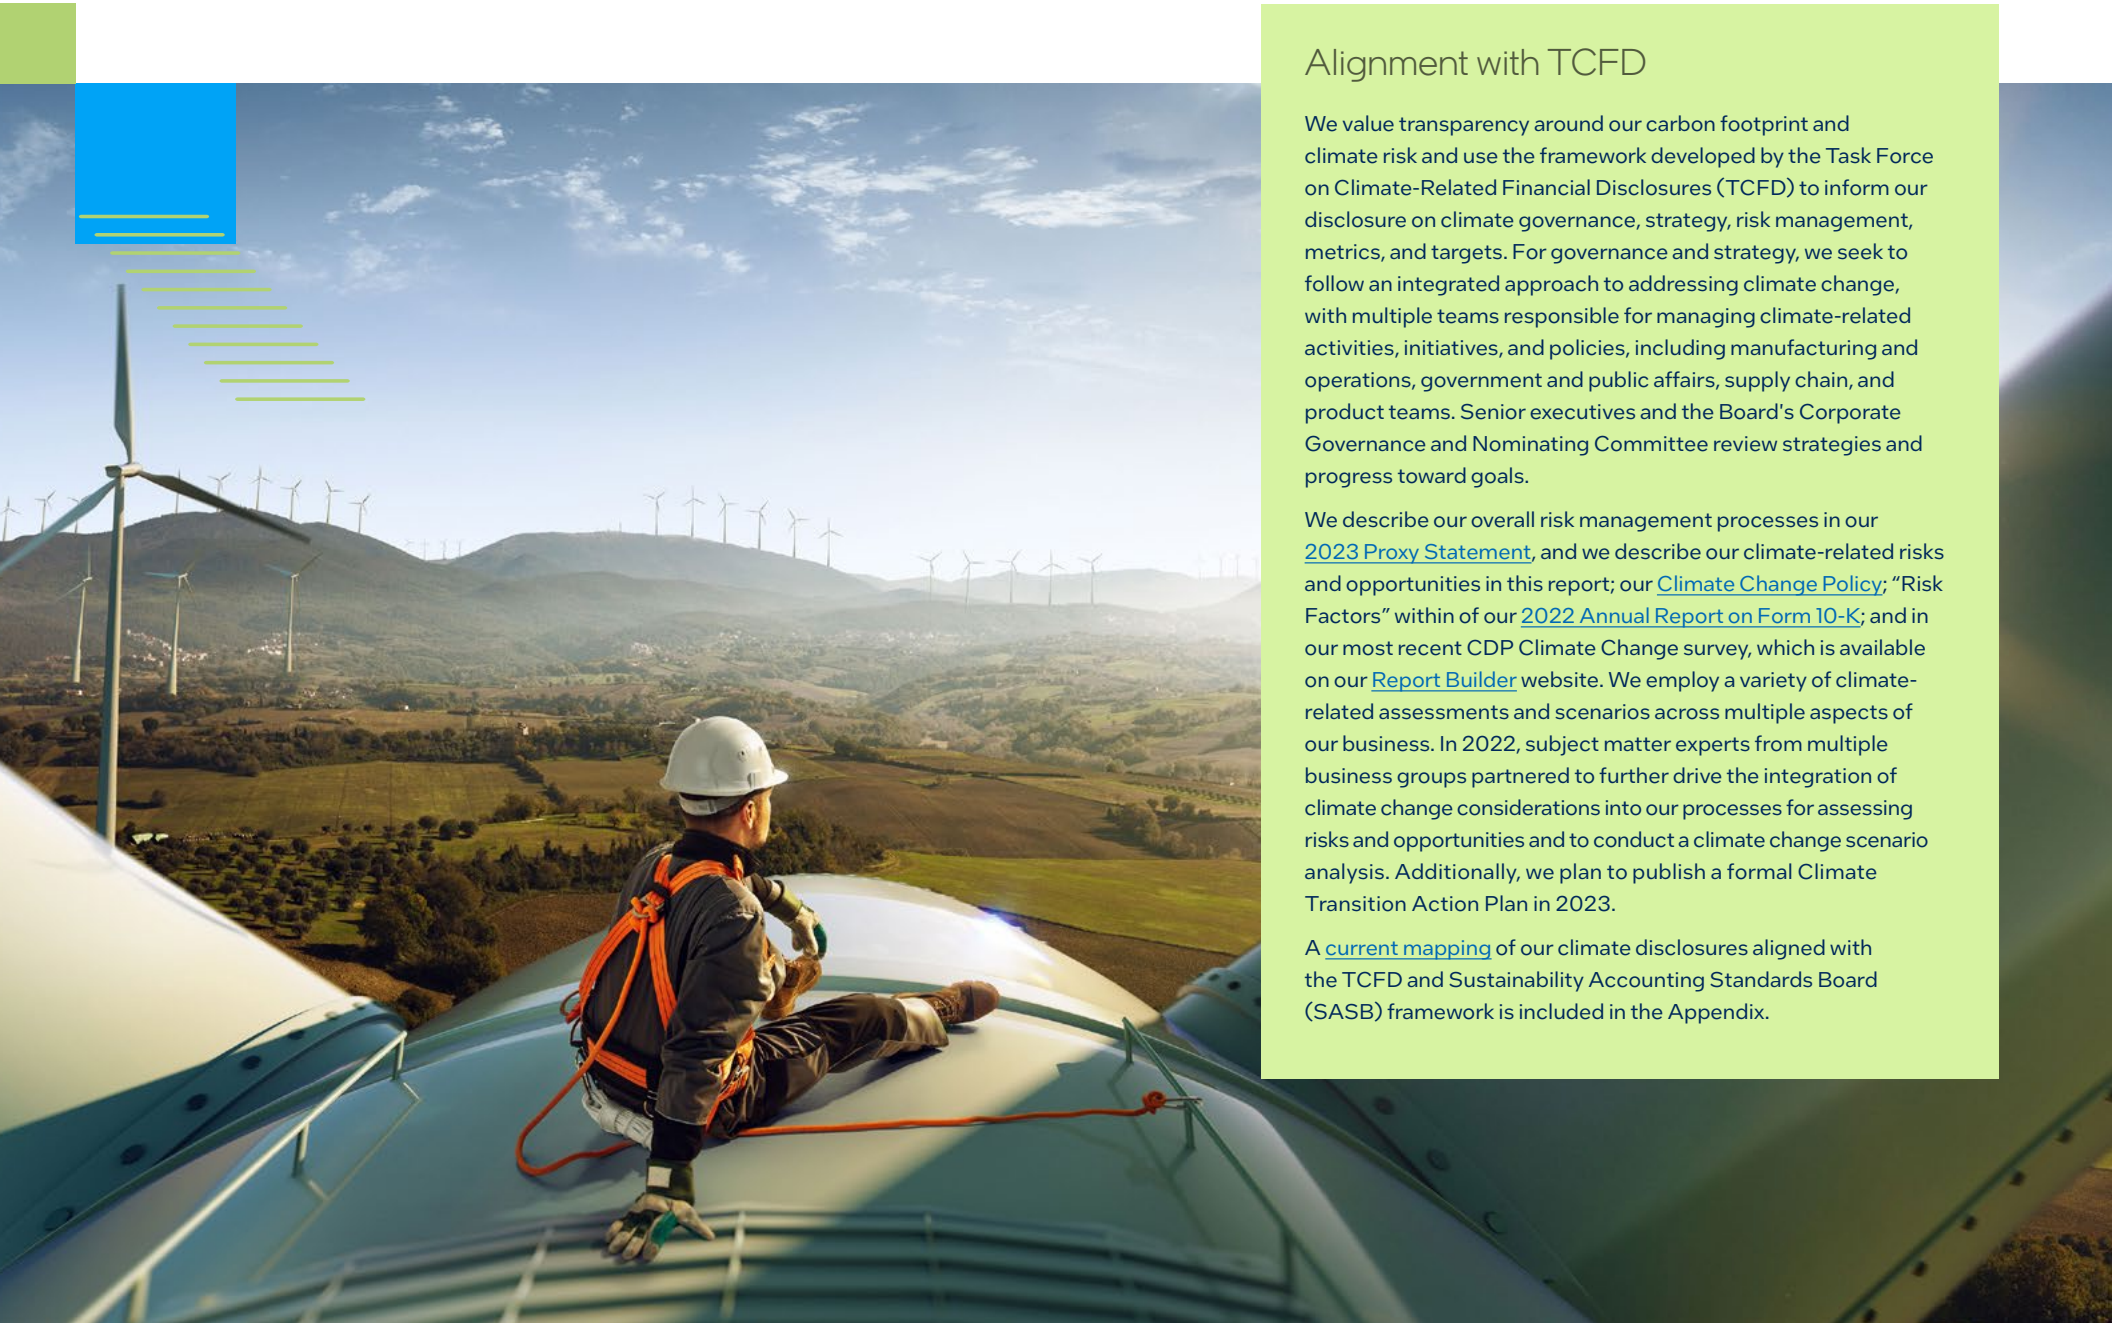 Alignment with TCFD
We value transparency around our carbon footprint and
climate risk and use the framework developed by the Task Force
on Climate-Related Financial Disclosures (TCFD) to inform our
disclosure on climate governance, strategy, risk management,
metrics, and targets. For governance and strategy, we seek to
follow an integrated approach to addressing climate change,
with multiple teams responsible for managing climate-related
activities, initiatives, and policies, including manufacturing and
operations, government and public affairs, supply chain, and
product teams. Senior executives and the Board's Corporate
Governance and Nominating Committee review strategies and
progress toward goals.
We describe our overall risk management processes in our
2023 Proxy Statement, and we describe our climate-related risks
and opportunities in this report; our Climate Change Policy; “Risk
Factors” within of our 2022 Annual Report on Form 10-K; and in
our most recent CDP Climate Change survey, which is available
on our Report Builder website. We employ a variety of climate-
related assessments and scenarios across multiple aspects of
our business. In 2022, subject matter experts from multiple
business groups partnered to further drive the integration of
climate change considerations into our processes for assessing
risks and opportunities and to conduct a climate change scenario
analysis. Additionally, we plan to publish a formal Climate
Transition Action Plan in 2023.
A current mapping of our climate disclosures aligned with
the TCFD and Sustainability Accounting Standards Board
(SASB) framework is included in the Appendix.